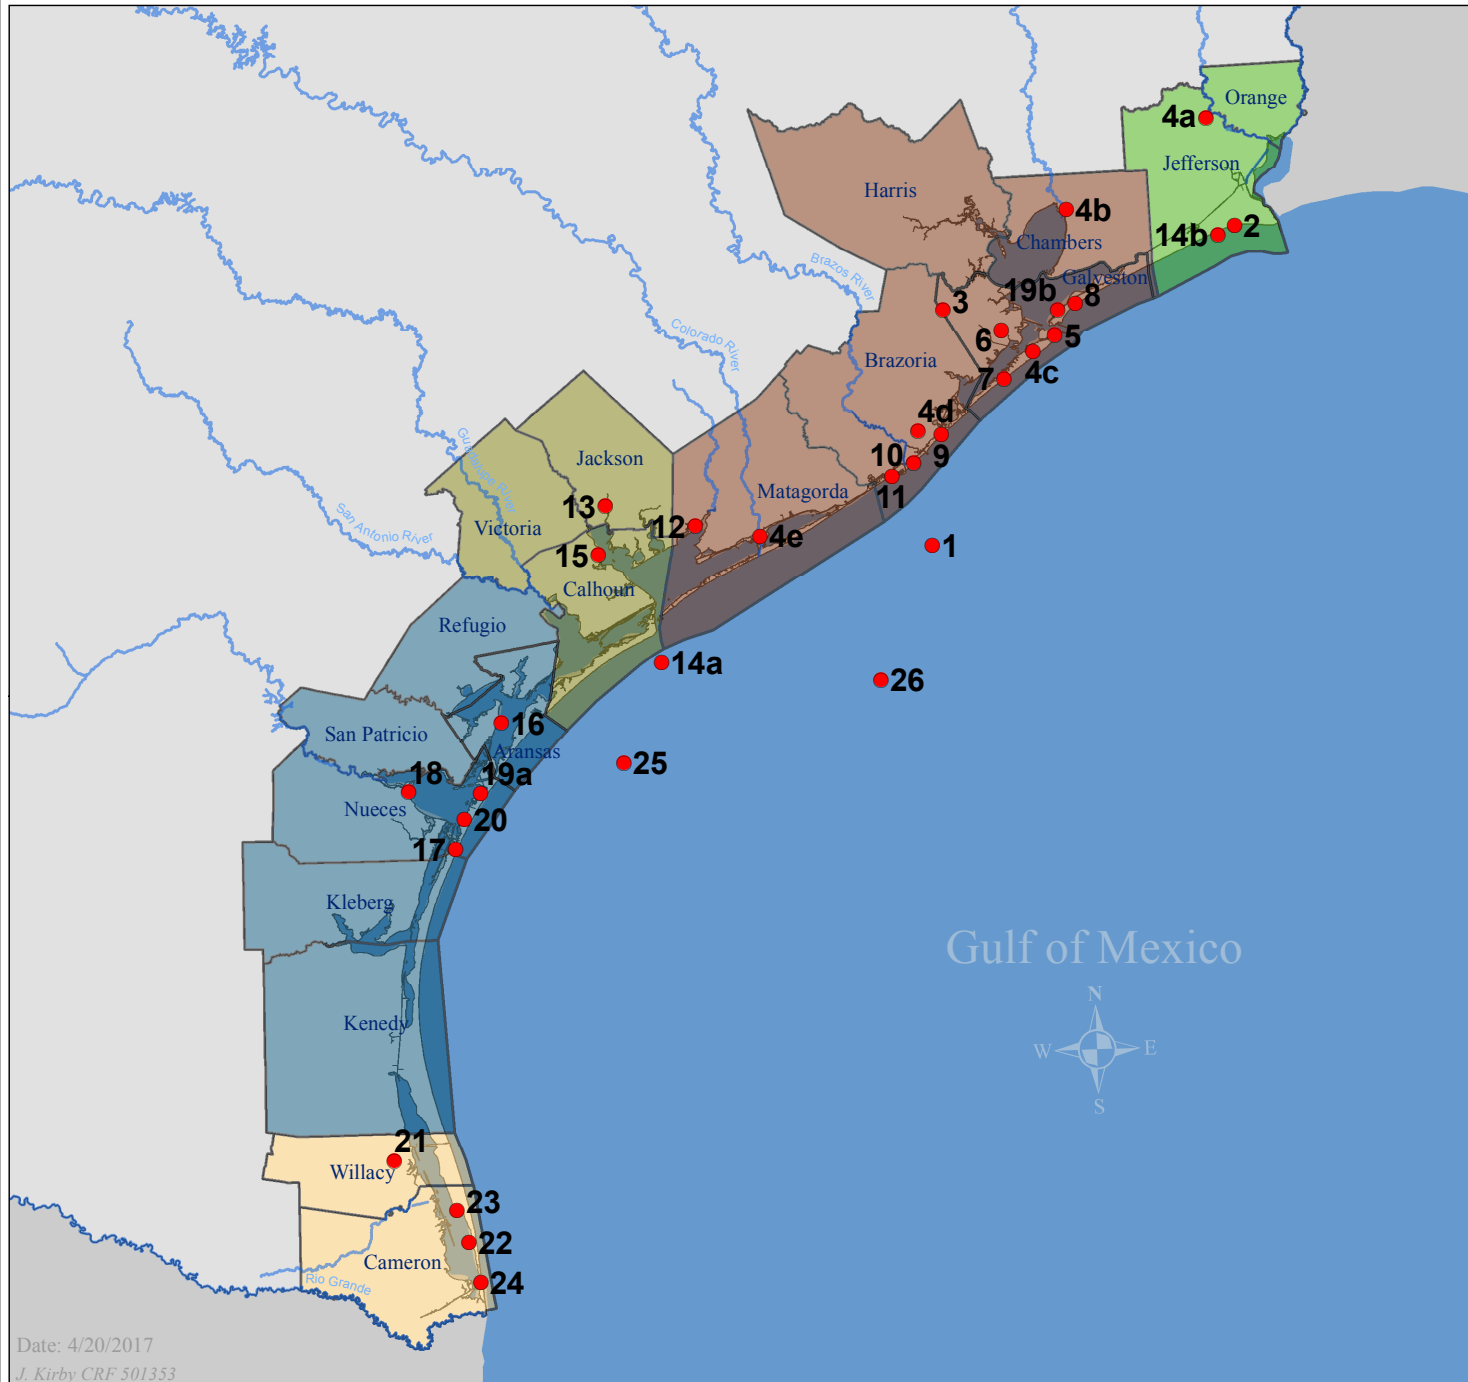 Orange
4a
Jefferson
Harris
4b
2
14b
Chambers
Brazos River
Galveston
19b
8
3
Colorado River
6
5
Brazoria
4c
7
4d
Guadalupe River
Jackson
10
9
Matagorda
11
13
Victoria
12
San Antonio River
4e
1
15
Calhoun
Refugio
14a
26
16
San Patricio
Aransas
25
18
19a
Nueces
20
17
Kleberg
Gulf of Mexico
N
Kenedy
W
E
S
21
Willacy
23
22
Cameron
24
Rio Grande
Date: 4/20/2017
J. Kirby CRF 501353